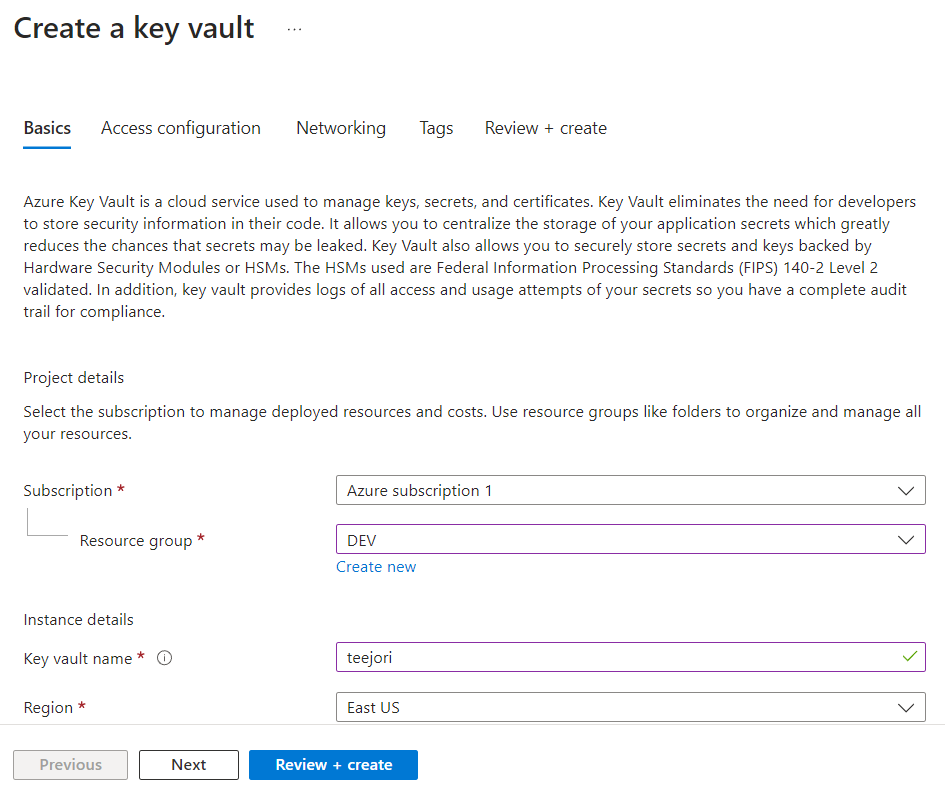 Create a key vault ...
Basics Access configuration Networking Tags Review + create
Azure Key Vault is a cloud service used to manage keys, secrets, and certificates. Key Vault eliminates the need for developers
to store security information in their code. It allows you to centralize the storage of your application secrets which greatly
reduces the chances that secrets may be leaked. Key Vault also allows you to securely store secrets and keys backed by
Hardware Security Modules or HSMs. The HSMs used are Federal Information Processing Standards (FIPS) 140-2 Level 2
validated. In addition, key vault provides logs of all access and usage attempts of your secrets so you have a complete audit
trail for compliance.
Project details
Select the subscription to manage deployed resources and costs. Use resource groups like folders to organize and manage all
your resources.
Subscription * Azure subscription 1
Resource group * DEV
Create new
Instance details
Key vault name * teejori
Region * East US
Previous Next Review + create